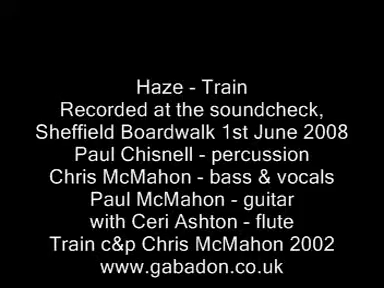 Haze - Train
Recorded at the soundcheck,
Sheffield Boardwalk 1st June 2008
Paul Chisnell - percussion
Chris McMahon - bass & vocals
Paul McMahon - guitar
with Ceri Ashton - flute
Train c&p Chris McMahon 2002
www.gabadon.co.uk